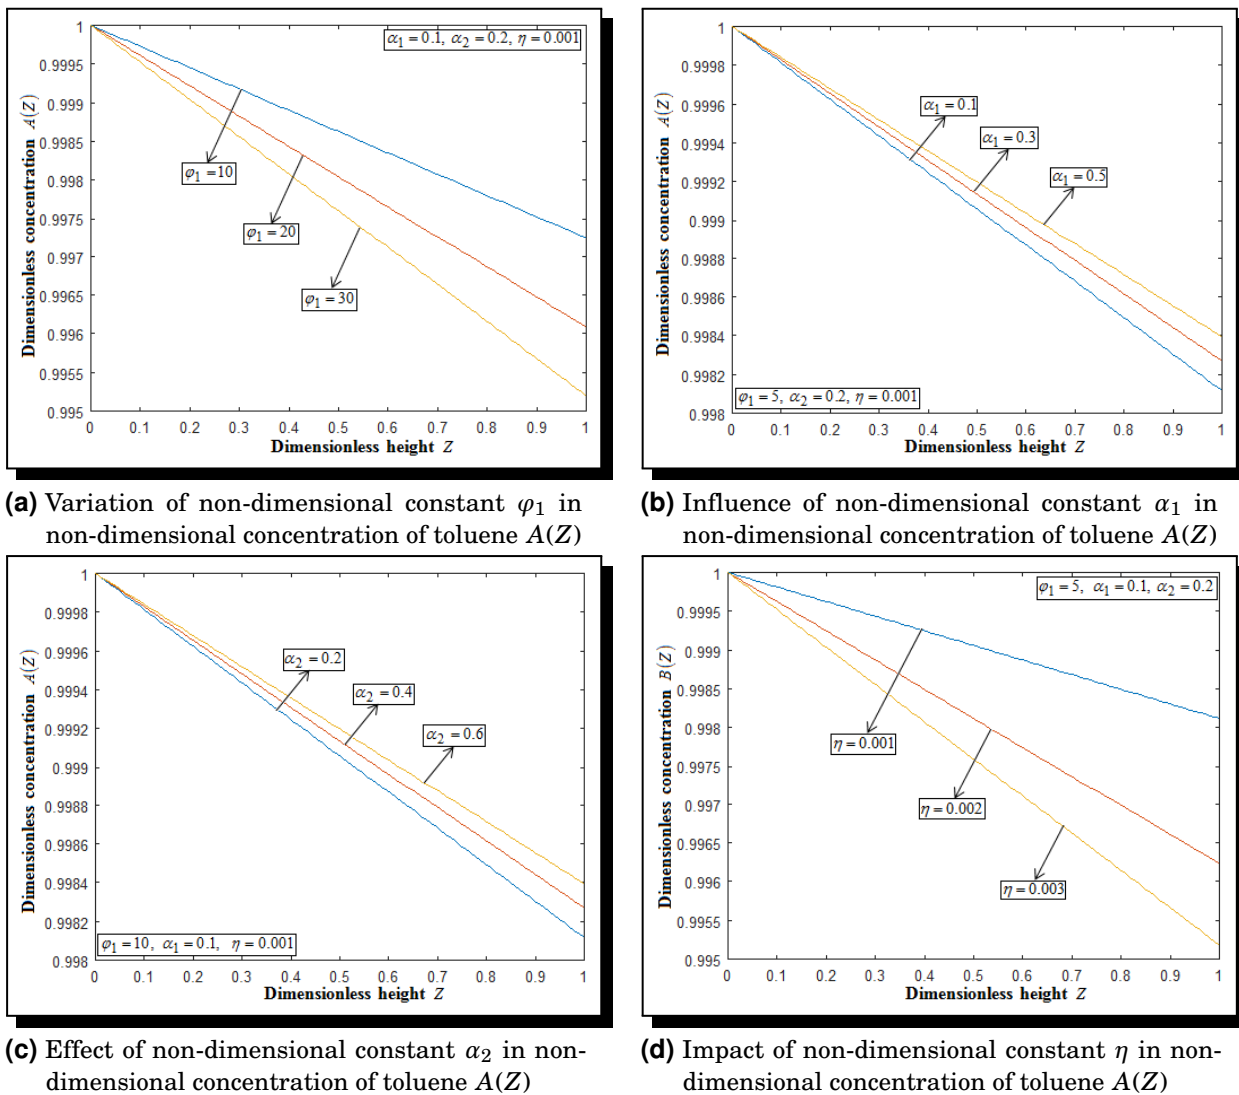 α₁ = 0.1, α₂ = 0.2, η = 0.001
1
0.9995
0.999
0.9985
0.998
0.9975
0.997
0.9965
0.996
0.9955
0.995
Dimensionless concentration A(Z)
φ₁ = 10
φ₁ = 20
φ₁ = 30
0 0.1 0.2 0.3 0.4 0.5 0.6 0.7 0.8 0.9 1
Dimensionless height Z
(a) Variation of non-dimensional constant φ₁ in
non-dimensional concentration of toluene A(Z)
1
0.9998
0.9996
0.9994
0.9992
0.999
0.9988
0.9986
0.9984
0.9982
0.998
Dimensionless concentration A(Z)
α₁ = 0.1
α₁ = 0.3
α₁ = 0.5
φ₁ = 5, α₂ = 0.2, η = 0.001
0 0.1 0.2 0.3 0.4 0.5 0.6 0.7 0.8 0.9 1
Dimensionless height Z
(b) Influence of non-dimensional constant α₁ in
non-dimensional concentration of toluene A(Z)
1
0.9998
0.9996
0.9994
0.9992
0.999
0.9988
0.9986
0.9984
0.9982
0.998
Dimensionless concentration A(Z)
α₂ = 0.2
α₂ = 0.4
α₂ = 0.6
φ₁ = 10, α₁ = 0.1, η = 0.001
0 0.1 0.2 0.3 0.4 0.5 0.6 0.7 0.8 0.9 1
Dimensionless height Z
(c) Effect of non-dimensional constant α₂ in non-
dimensional concentration of toluene A(Z)
φ₁ = 5, α₁ = 0.1, α₂ = 0.2
1
0.9995
0.999
0.9985
0.998
0.9975
0.997
0.9965
0.996
0.9955
0.995
Dimensionless concentration B(Z)
η = 0.001
η = 0.002
η = 0.003
0 0.1 0.2 0.3 0.4 0.5 0.6 0.7 0.8 0.9 1
Dimensionless height Z
(d) Impact of non-dimensional constant η in non-
dimensional concentration of toluene A(Z)